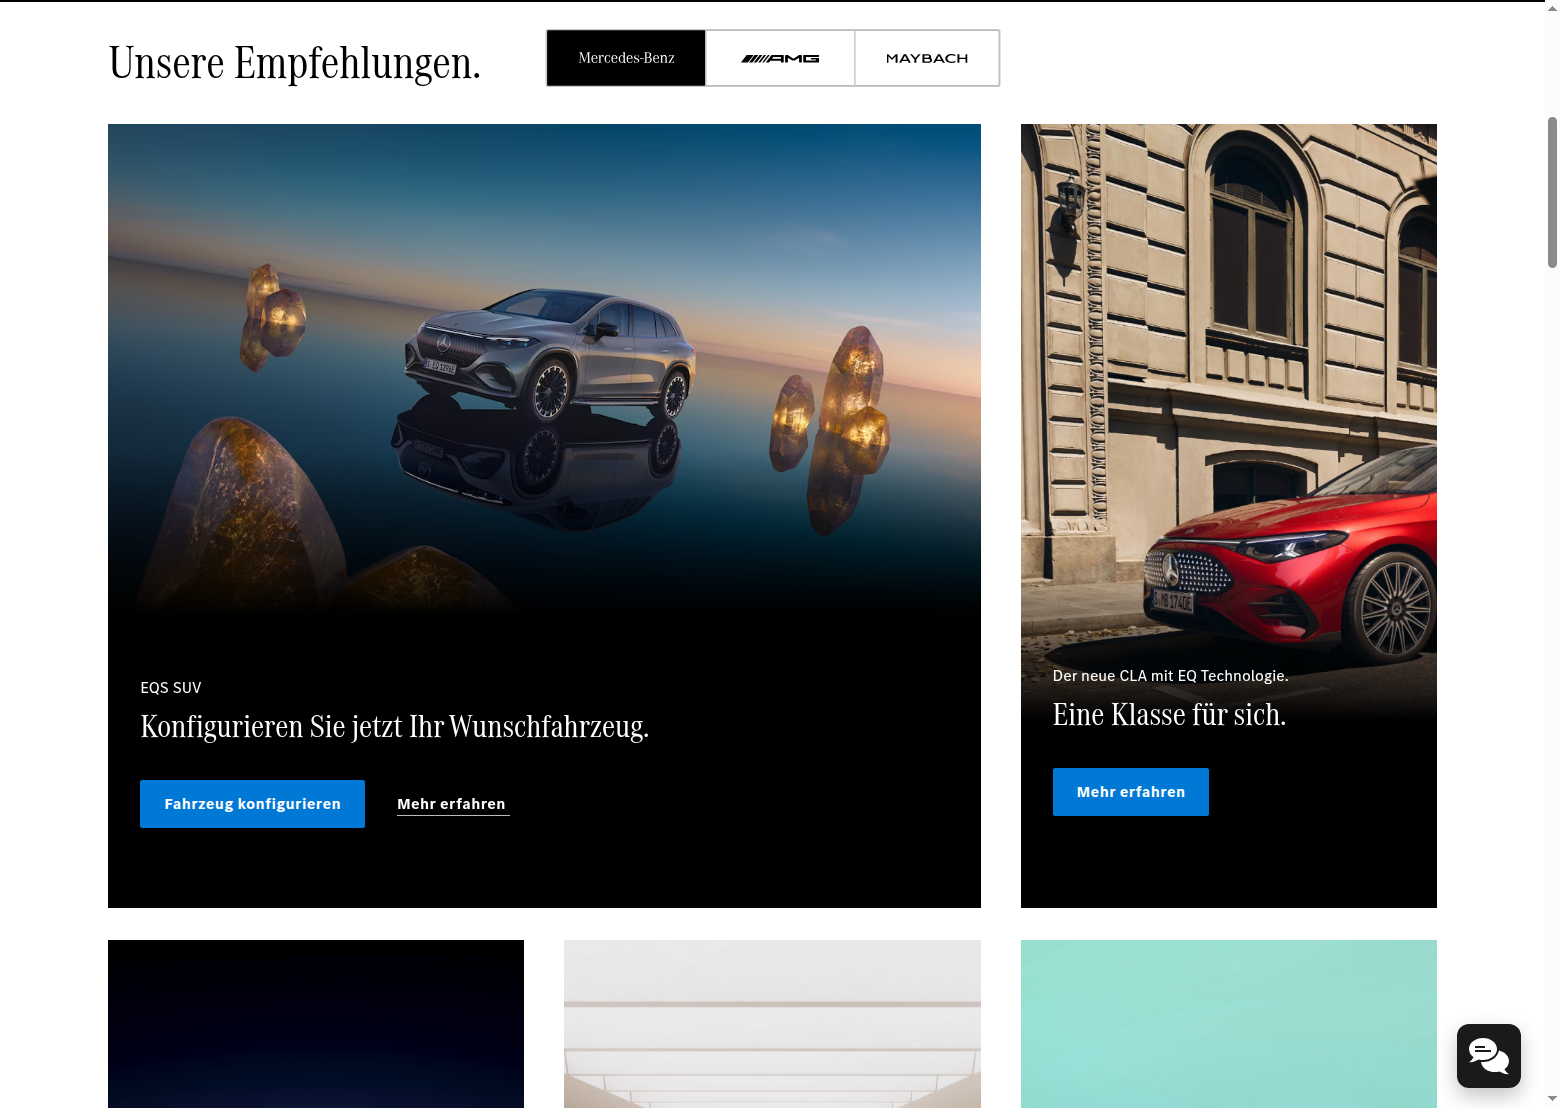 Unsere Empfehlungen.
Mercedes-Benz
AMG
MAYBACH
EQS SUV
Konfigurieren Sie jetzt Ihr Wunschfahrzeug.
Fahrzeug konfigurieren
Mehr erfahren
Der neue CLA mit EQ Technologie.
Eine Klasse für sich.
Mehr erfahren